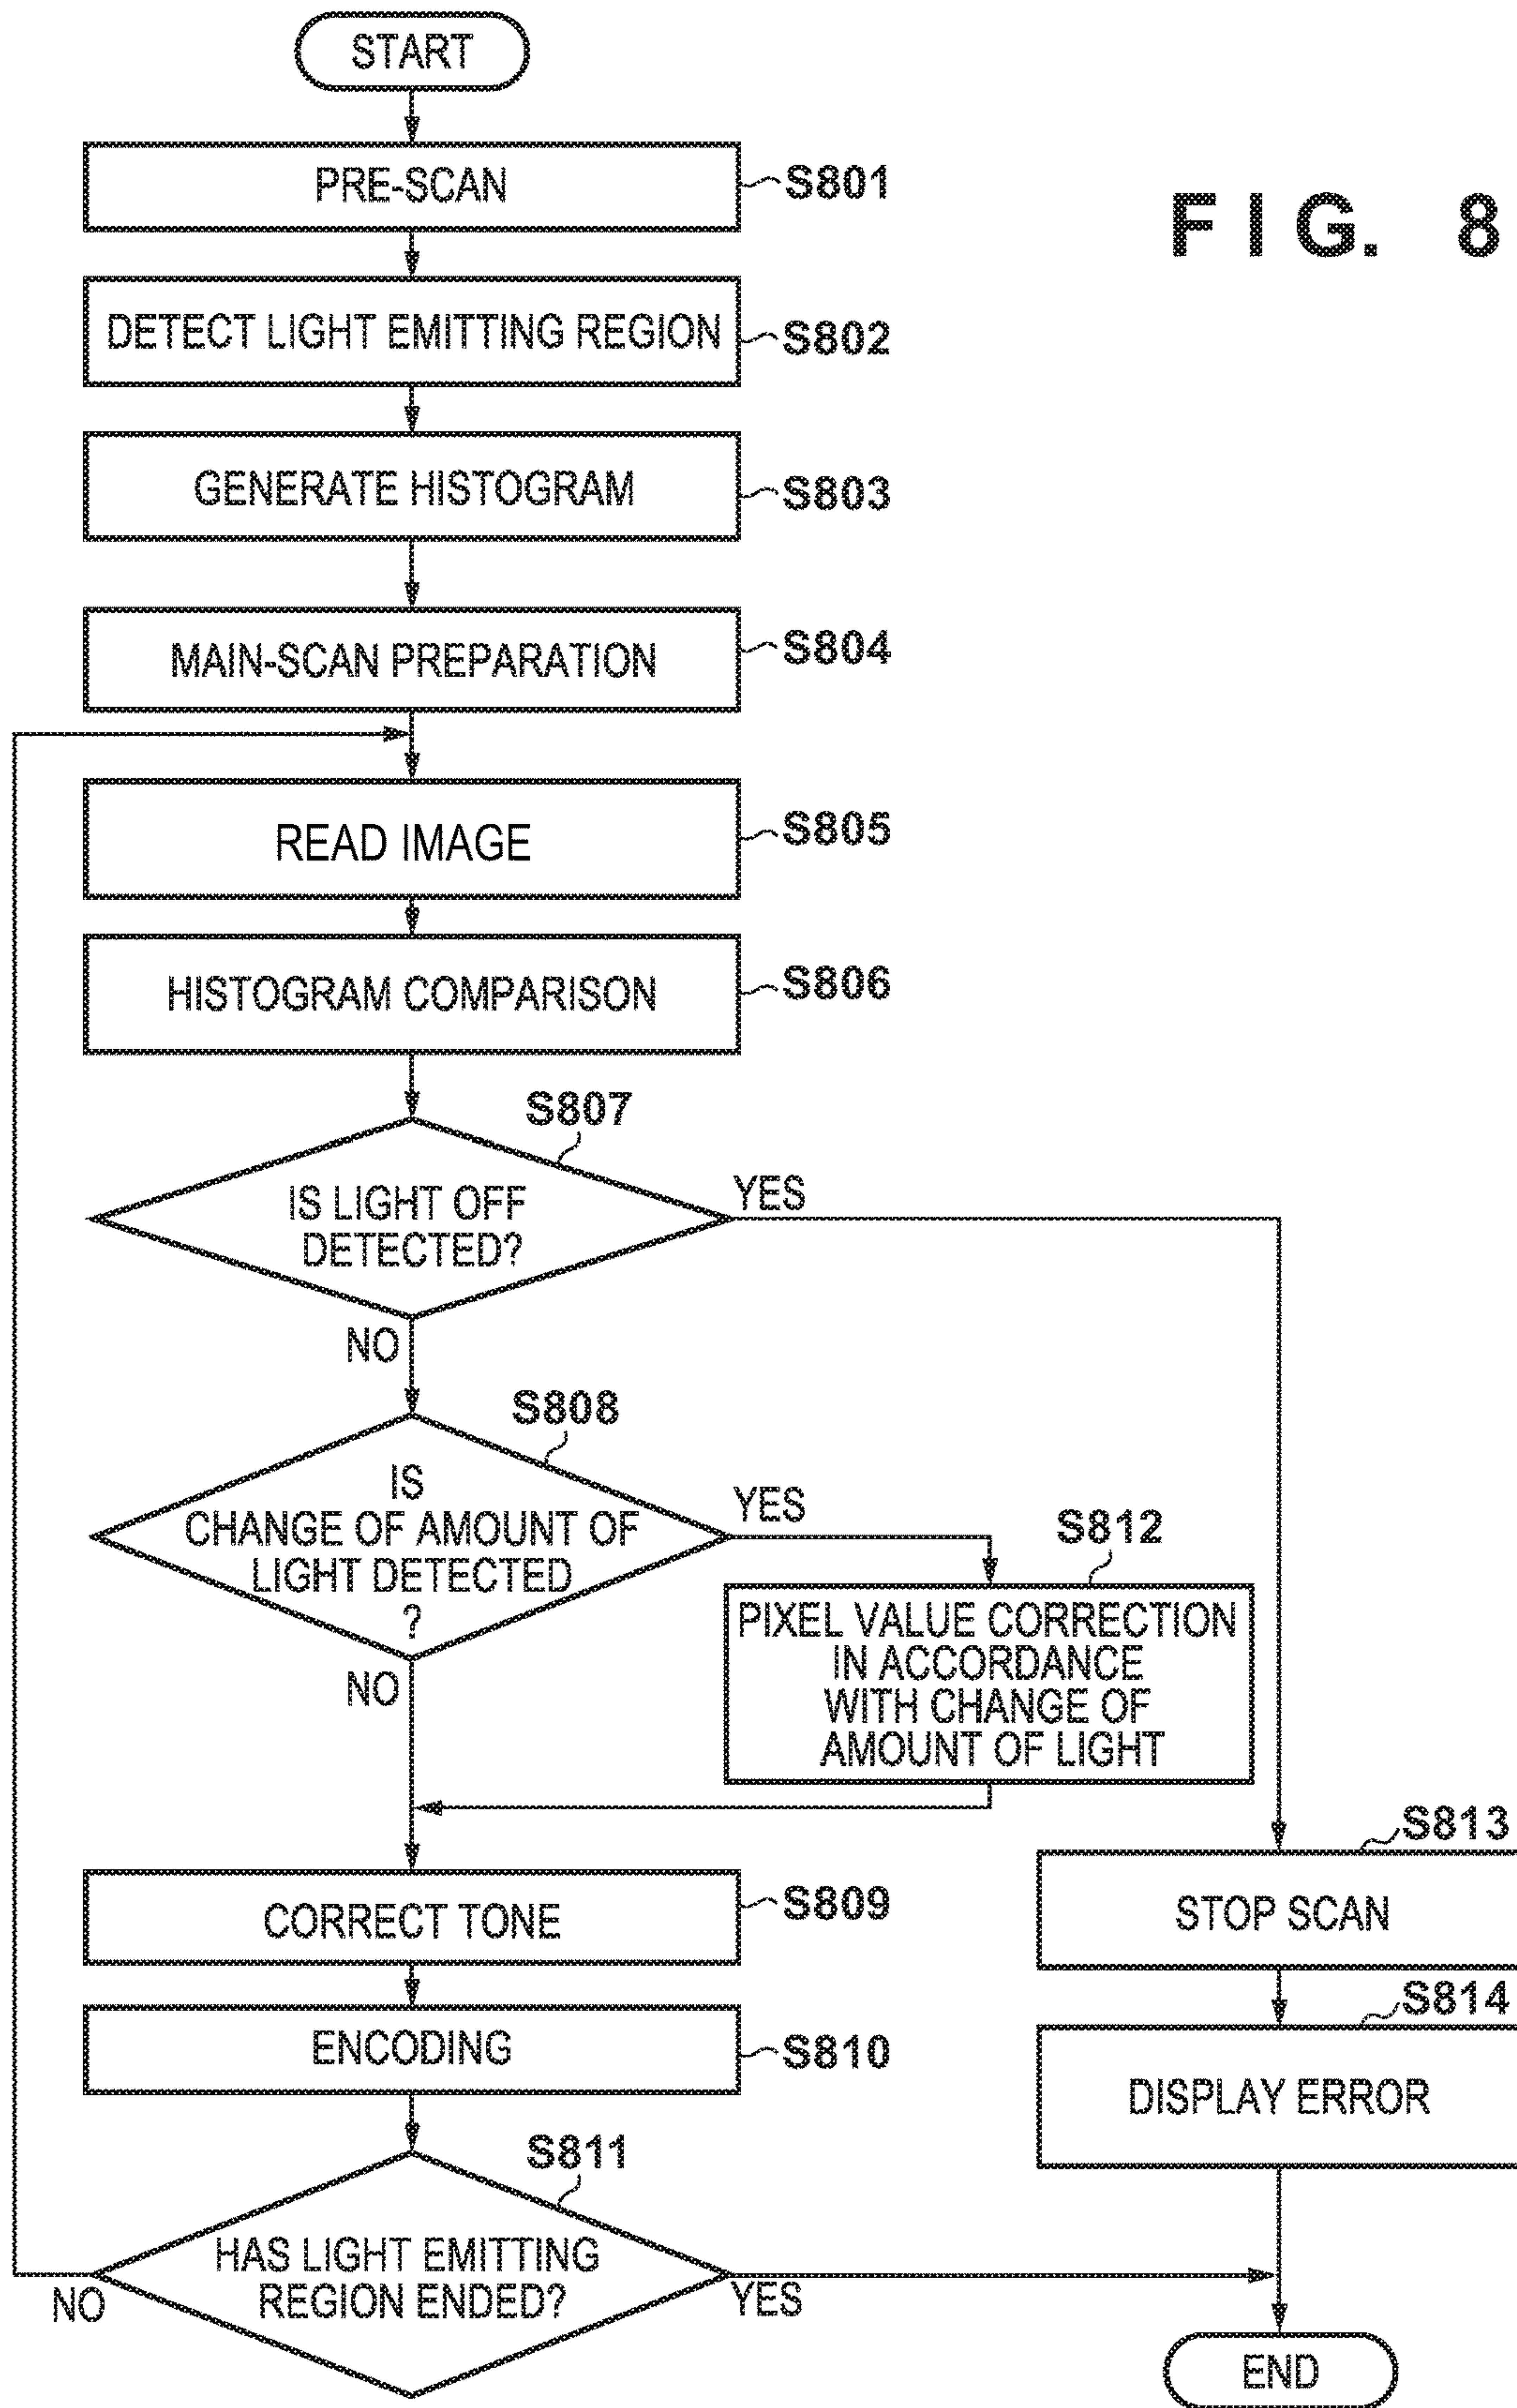 START
FIG. 8
PRE-SCAN
S801
DETECT LIGHT EMITTING REGION
S802
GENERATE HISTOGRAM
S803
MAIN-SCAN PREPARATION
S804
READ IMAGE
S805
HISTOGRAM COMPARISON
S806
S807
IS LIGHT OFF
DETECTED?
YES
NO
S808
IS
CHANGE OF AMOUNT OF
LIGHT DETECTED
?
YES
NO
S812
PIXEL VALUE CORRECTION
IN ACCORDANCE
WITH CHANGE OF
AMOUNT OF LIGHT
CORRECT TONE
S809
S813
STOP SCAN
ENCODING
S810
S814
DISPLAY ERROR
S811
HAS LIGHT EMITTING
REGION ENDED?
NO
YES
END